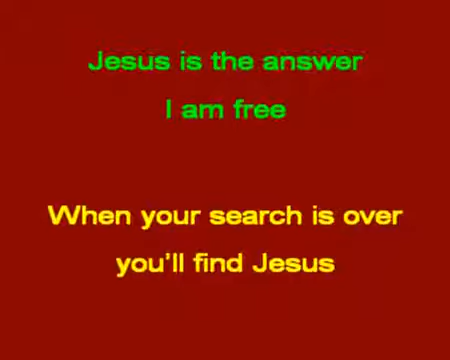 Jesus is the answer
I am free
When your search is over
you'll find Jesus